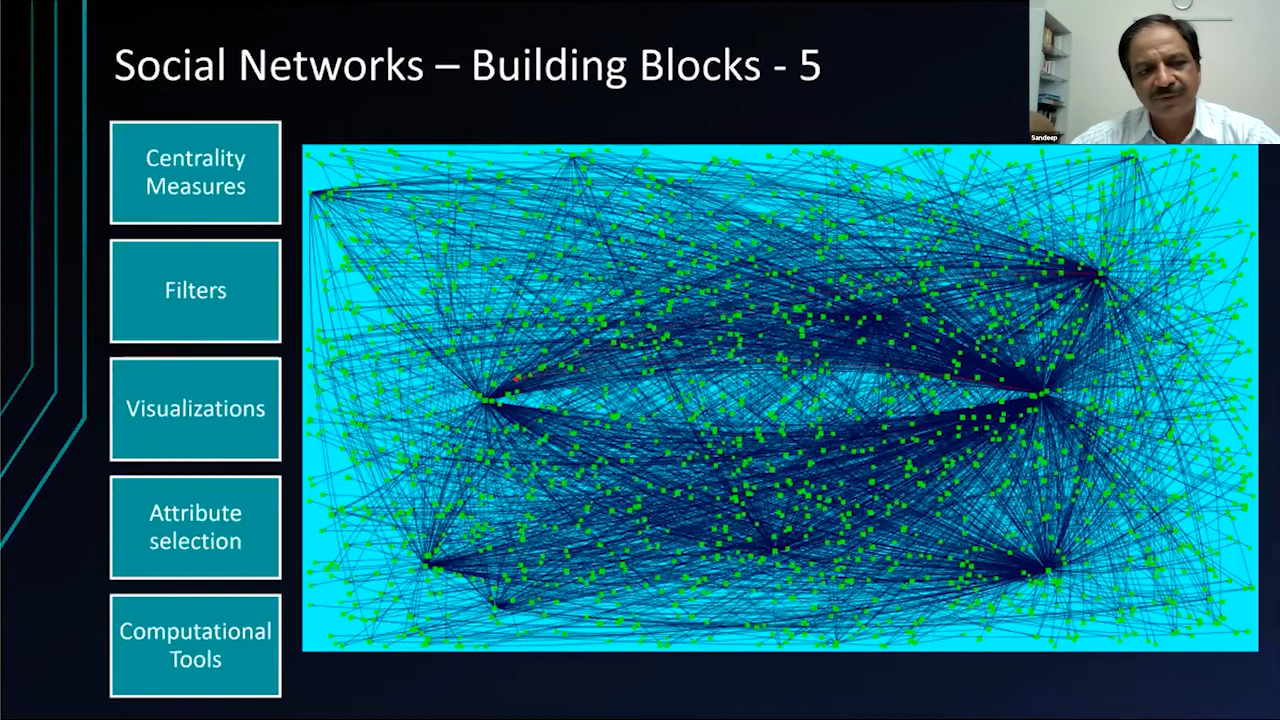 Social Networks – Building Blocks - 5
Sandeep
Centrality
Measures
Filters
Visualizations
Attribute
selection
Computational
Tools